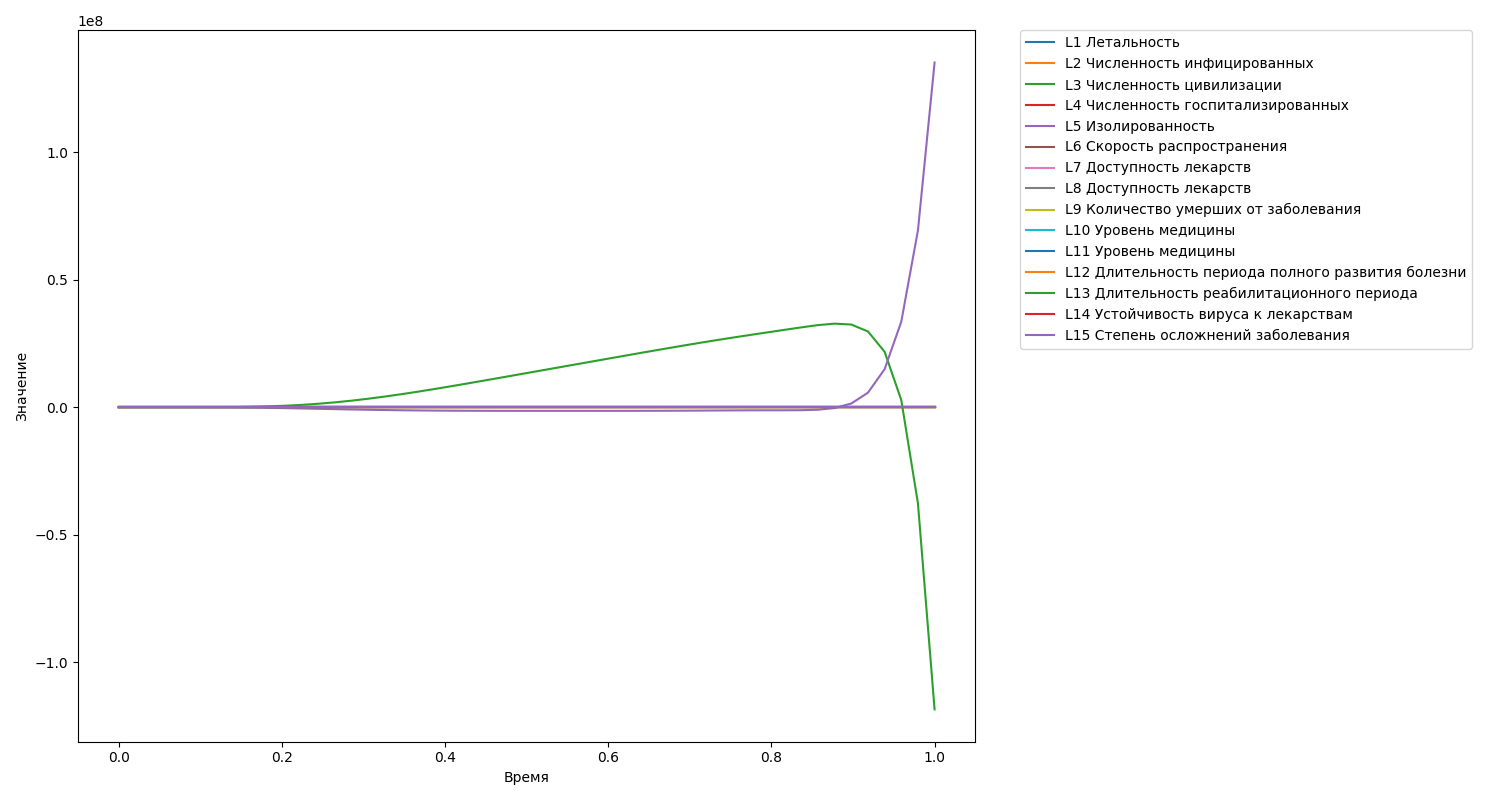 1e8
1.0
0.5
0.0
−0.5
−1.0
Значение
0.0 0.2 0.4 0.6 0.8 1.0
Время
L1 Летальность
L2 Численность инфицированных
L3 Численность цивилизации
L4 Численность госпитализированных
L5 Изолированность
L6 Скорость распространения
L7 Доступность лекарств
L8 Доступность лекарств
L9 Количество умерших от заболевания
L10 Уровень медицины
L11 Уровень медицины
L12 Длительность периода полного развития болезни
L13 Длительность реабилитационного периода
L14 Устойчивость вируса к лекарствам
L15 Степень осложнений заболевания